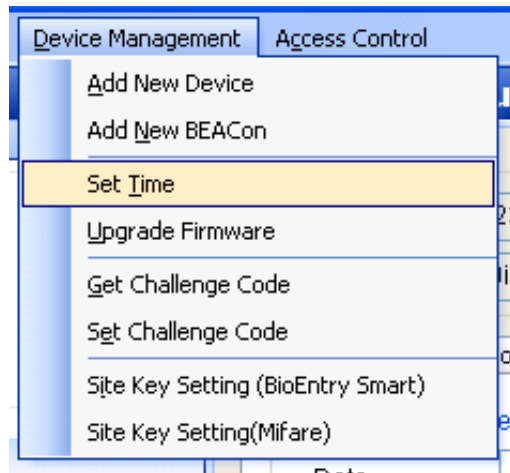 Device Management Access Control
Add New Device
Add New BEACon
Set Time
Upgrade Firmware
Get Challenge Code
Set Challenge Code
Site Key Setting (BioEntry Smart)
Site Key Setting(Mifare)